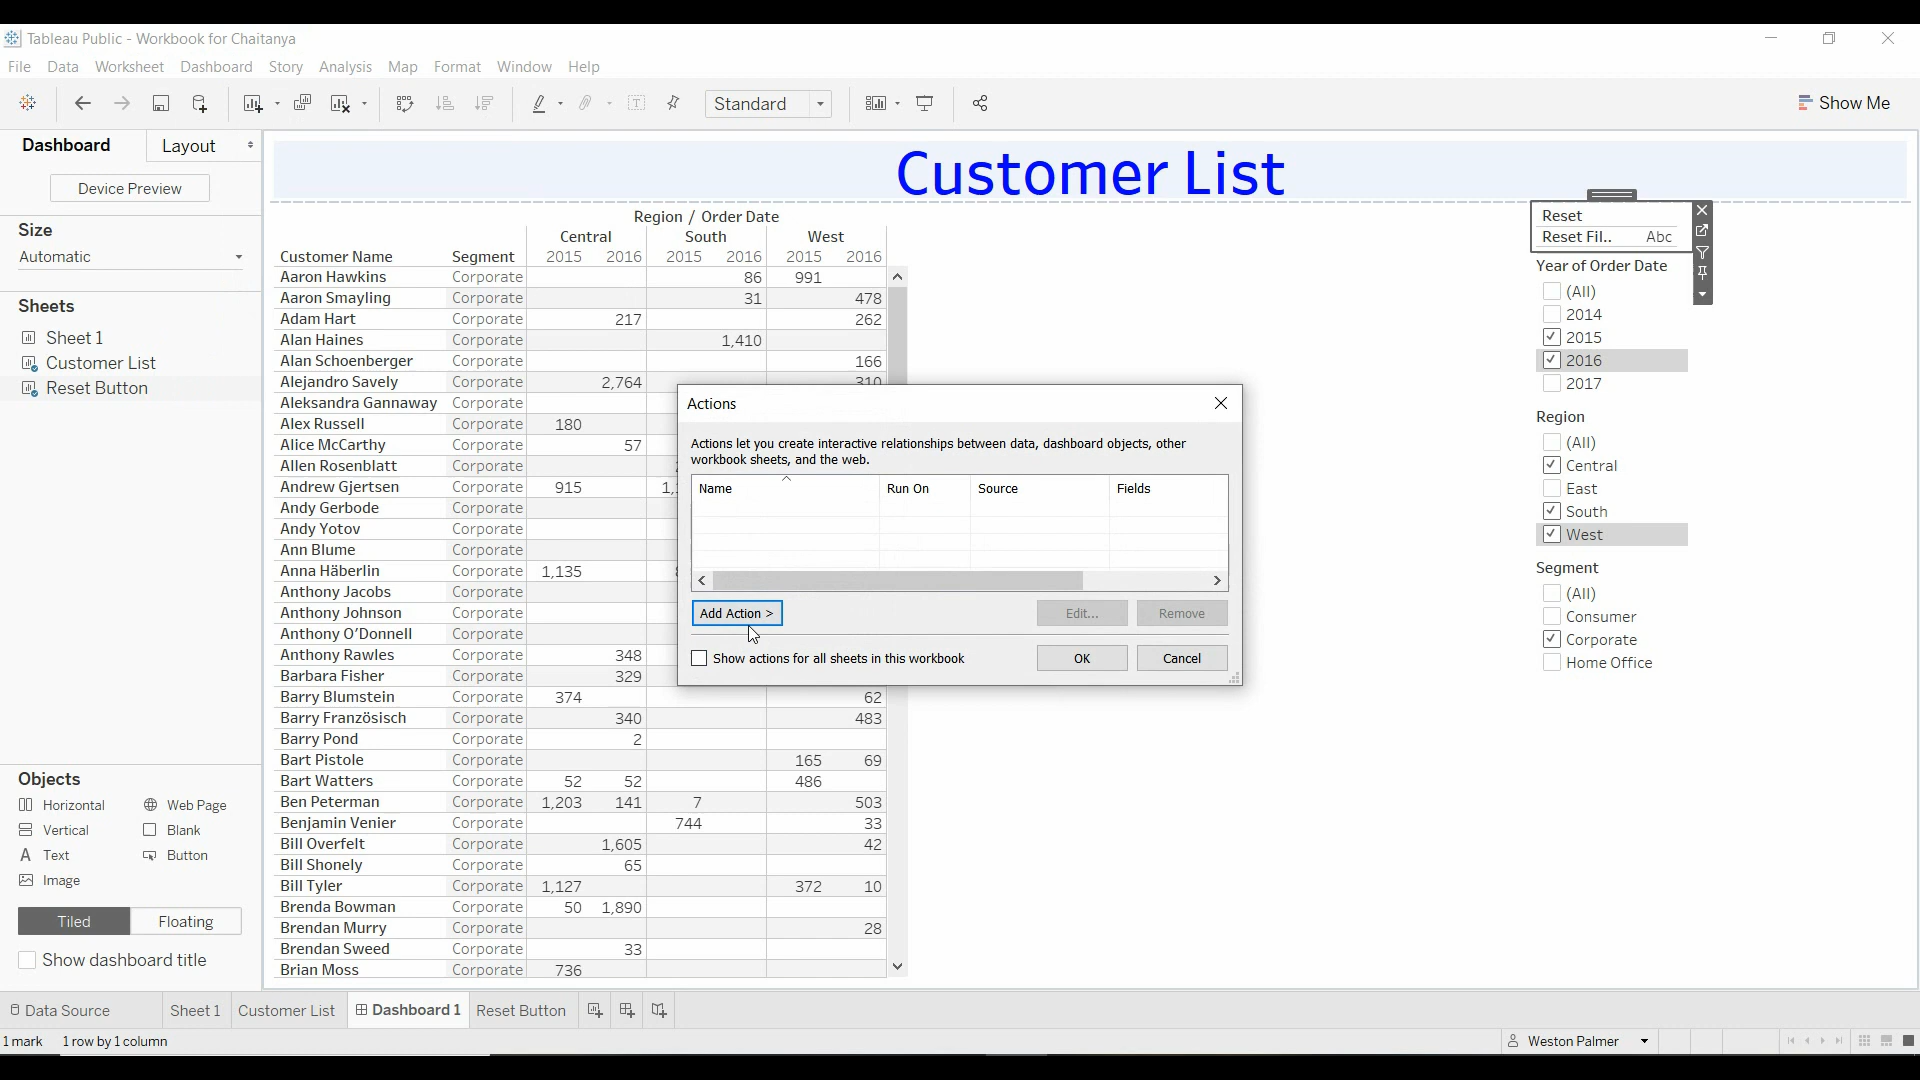 Tableau Public - Workbook for Chaitanya
File Data Worksheet Dashboard Story Analysis Map Format Window Help
Standard
Show Me
Dashboard Layout
Device Preview
Size
Automatic
Sheets
Sheet 1
Customer List
Reset Button
Objects
Horizontal Web Page
Vertical Blank
Text Button
Image
Tiled Floating
Show dashboard title
Customer List
Region / Order Date
Central South West
Customer Name Segment 2015 2016 2015 2016 2015 2016
Aaron Hawkins Corporate 86 991
Aaron Smayling Corporate 31 478
Adam Hart Corporate 217 262
Alan Haines Corporate 1,410
Alan Schoenberger Corporate 166
Alejandro Savely Corporate 2,764 310
Aleksandra Gannaway Corporate
Alex Russell Corporate 180
Alice McCarthy Corporate 57
Allen Rosenblatt Corporate
Andrew Gjertsen Corporate 915
Andy Gerbode Corporate
Andy Yotov Corporate
Ann Blume Corporate
Anna Häberlin Corporate 1,135
Anthony Jacobs Corporate
Anthony Johnson Corporate
Anthony O'Donnell Corporate
Anthony Rawles Corporate 348
Barbara Fisher Corporate 329
Barry Blumstein Corporate 374 62
Barry Französisch Corporate 340 483
Barry Pond Corporate 2
Bart Pistole Corporate 165 69
Bart Watters Corporate 52 52 486
Ben Peterman Corporate 1,203 141 7 503
Benjamin Venier Corporate 744 33
Bill Overfelt Corporate 1,605 42
Bill Shonely Corporate 65
Bill Tyler Corporate 1,127 372 10
Brenda Bowman Corporate 50 1,890
Brendan Murry Corporate 28
Brendan Sweed Corporate 33
Brian Moss Corporate 736
Actions
Actions let you create interactive relationships between data, dashboard objects, other
workbook sheets, and the web.
Name Run On Source Fields
Add Action > Edit... Remove
Show actions for all sheets in this workbook OK Cancel
Reset
Reset Fil.. Abc
Year of Order Date
(All)
2014
2015
2016
2017
Region
(All)
Central
East
South
West
Segment
(All)
Consumer
Corporate
Home Office
Data Source Sheet 1 Customer List Dashboard 1 Reset Button
1 mark 1 row by 1 column Weston Palmer